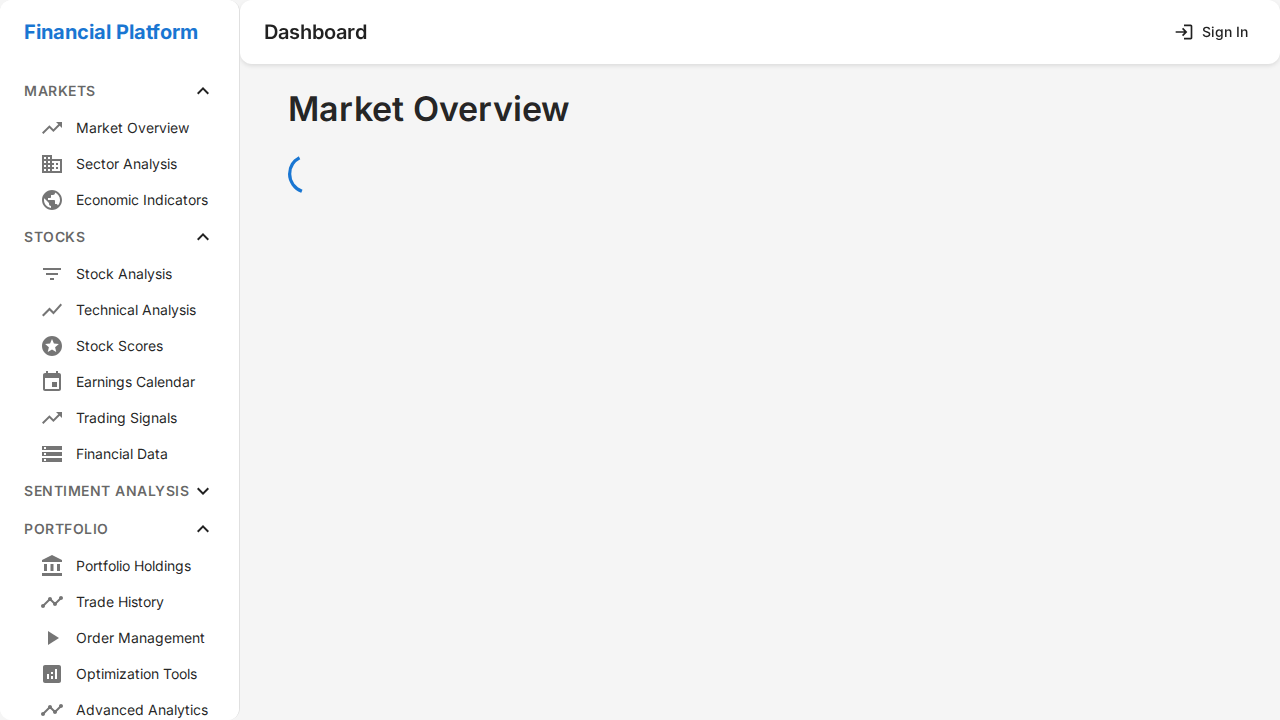 Financial Platform
Dashboard
Sign In
MARKETS
Market Overview
Sector Analysis
Economic Indicators
STOCKS
Stock Analysis
Technical Analysis
Stock Scores
Earnings Calendar
Trading Signals
Financial Data
SENTIMENT ANALYSIS
PORTFOLIO
Portfolio Holdings
Trade History
Order Management
Optimization Tools
Advanced Analytics
Market Overview